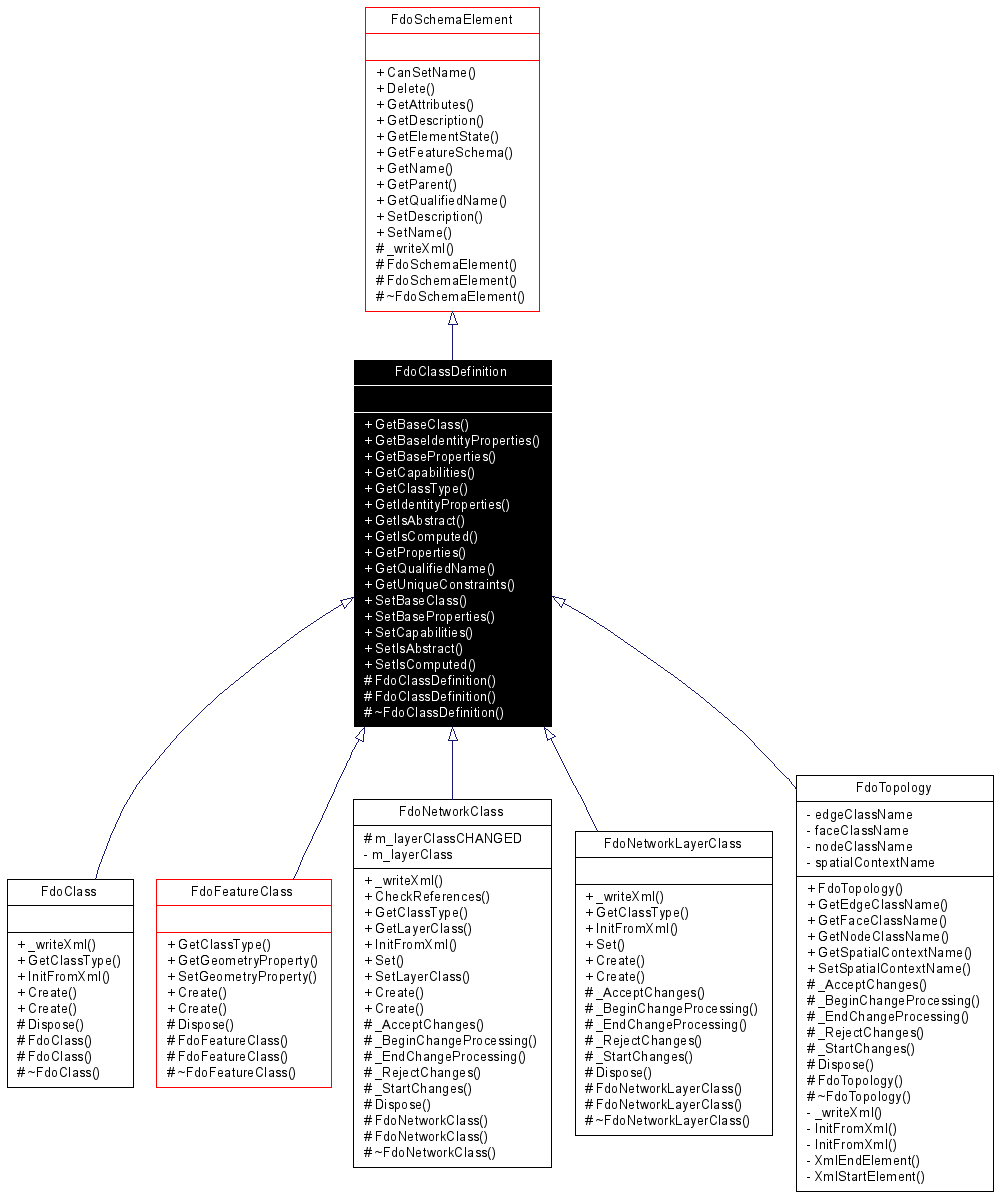 FdoSchemaElement
+ CanSetName()
+ Delete()
+ GetAttributes()
+ GetDescription()
+ GetElementState()
+ GetFeatureSchema()
+ GetName()
+ GetParent()
+ GetQualifiedName()
+ SetDescription()
+ SetName()
# _writeXml()
# FdoSchemaElement()
# FdoSchemaElement()
# ~FdoSchemaElement()
FdoClassDefinition
+ GetBaseClass()
+ GetBaseIdentityProperties()
+ GetBaseProperties()
+ GetCapabilities()
+ GetClassType()
+ GetIdentityProperties()
+ GetIsAbstract()
+ GetIsComputed()
+ GetProperties()
+ GetQualifiedName()
+ GetUniqueConstraints()
+ SetBaseClass()
+ SetBaseProperties()
+ SetCapabilities()
+ SetIsAbstract()
+ SetIsComputed()
# FdoClassDefinition()
# FdoClassDefinition()
# ~FdoClassDefinition()
FdoClass
+ _writeXml()
+ GetClassType()
+ InitFromXml()
+ Create()
+ Create()
# Dispose()
# FdoClass()
# FdoClass()
# ~FdoClass()
FdoFeatureClass
+ GetClassType()
+ GetGeometryProperty()
+ SetGeometryProperty()
+ Create()
+ Create()
# Dispose()
# FdoFeatureClass()
# FdoFeatureClass()
# ~FdoFeatureClass()
FdoNetworkClass
# m_layerClassCHANGED
- m_layerClass
+ _writeXml()
+ CheckReferences()
+ GetClassType()
+ GetLayerClass()
+ InitFromXml()
+ Set()
+ SetLayerClass()
+ Create()
+ Create()
# _AcceptChanges()
# _BeginChangeProcessing()
# _EndChangeProcessing()
# _RejectChanges()
# _StartChanges()
# Dispose()
# FdoNetworkClass()
# FdoNetworkClass()
# ~FdoNetworkClass()
FdoNetworkLayerClass
+ _writeXml()
+ GetClassType()
+ InitFromXml()
+ Set()
+ Create()
+ Create()
# _AcceptChanges()
# _BeginChangeProcessing()
# _EndChangeProcessing()
# _RejectChanges()
# _StartChanges()
# Dispose()
# FdoNetworkLayerClass()
# FdoNetworkLayerClass()
# ~FdoNetworkLayerClass()
FdoTopology
- edgeClassName
- faceClassName
- nodeClassName
- spatialContextName
+ FdoTopology()
+ GetEdgeClassName()
+ GetFaceClassName()
+ GetNodeClassName()
+ GetSpatialContextName()
+ SetSpatialContextName()
# _AcceptChanges()
# _BeginChangeProcessing()
# _EndChangeProcessing()
# _RejectChanges()
# _StartChanges()
# Dispose()
# FdoTopology()
# ~FdoTopology()
- _writeXml()
- InitFromXml()
- InitFromXml()
- XmlEndElement()
- XmlStartElement()